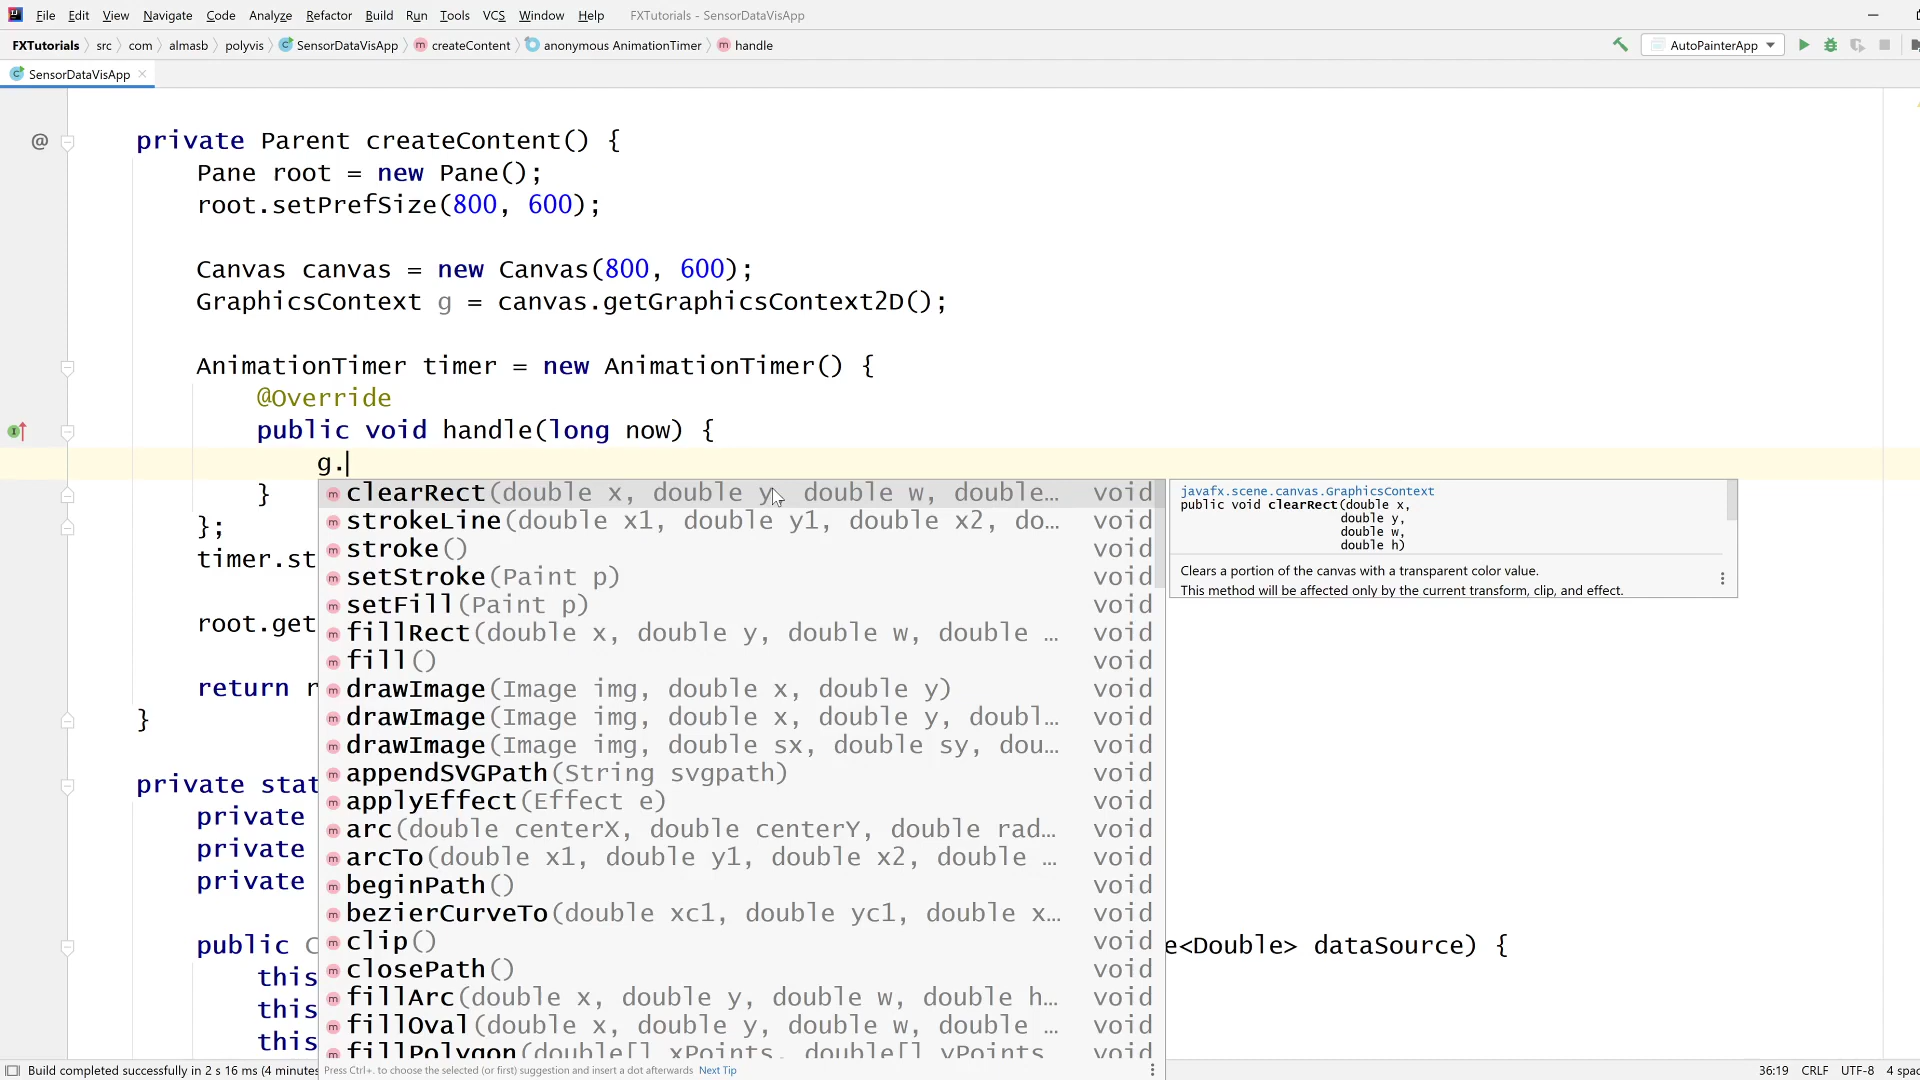 File Edit View Navigate Code Analyze Refactor Build Run Tools VCS Window Help FXTutorials - SensorDataVisApp
FXTutorials src com almasb polyvis SensorDataVisApp createContent anonymous AnimationTimer handle AutoPainterApp
SensorDataVisApp
private Parent createContent() {
Pane root = new Pane();
root.setPrefSize(800, 600);
Canvas canvas = new Canvas(800, 600);
GraphicsContext g = canvas.getGraphicsContext2D();
AnimationTimer timer = new AnimationTimer() {
@Override
public void handle(long now) {
g.
}
};
timer.st
root.get
return r
}
private stat
private
private
private
public C
e<Double> dataSource) {
this
this
this
clearRect(double x, double y, double w, double… void
strokeLine(double x1, double y1, double x2, do… void
stroke() void
setStroke(Paint p) void
setFill(Paint p) void
fillRect(double x, double y, double w, double … void
fill() void
drawImage(Image img, double x, double y) void
drawImage(Image img, double x, double y, doubl… void
drawImage(Image img, double sx, double sy, dou… void
appendSVGPath(String svgpath) void
applyEffect(Effect e) void
arc(double centerX, double centerY, double rad… void
arcTo(double x1, double y1, double x2, double … void
beginPath() void
bezierCurveTo(double xc1, double yc1, double x… void
clip() void
closePath() void
fillArc(double x, double y, double w, double h… void
fillOval(double x, double y, double w, double … void
fillPolygon(double[] xPoints, double[] yPoints void
Press Ctrl+. to choose the selected (or first) suggestion and insert a dot afterwards Next Tip
javafx.scene.canvas.GraphicsContext
public void clearRect(double x,
double y,
double w,
double h)
Clears a portion of the canvas with a transparent color value.
This method will be affected only by the current transform, clip, and effect.
Build completed successfully in 2 s 16 ms (4 minutes 36:19 CRLF UTF-8 4 spac